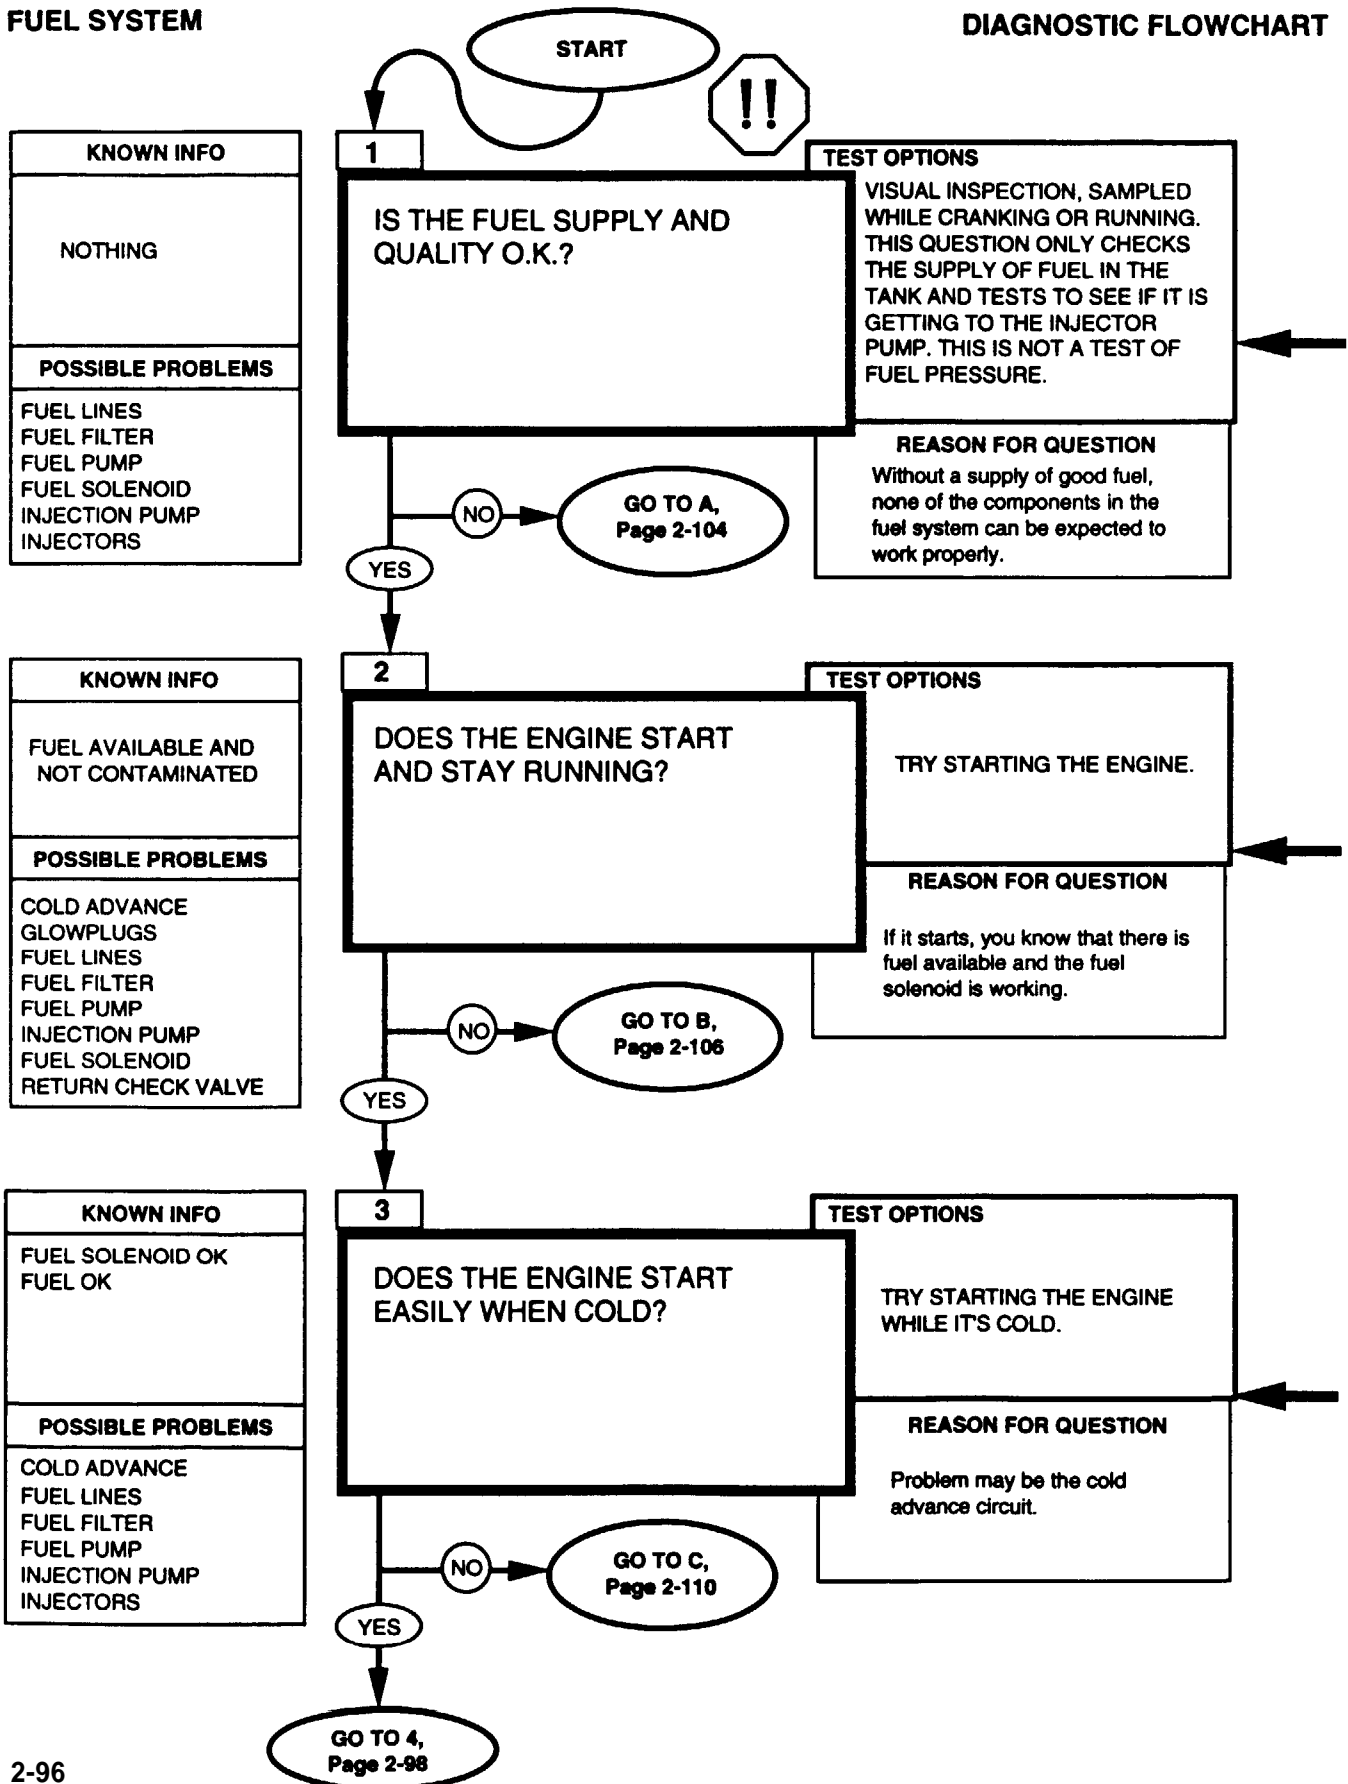 FUEL SYSTEM
DIAGNOSTIC FLOWCHART
START
!!
KNOWN INFO
NOTHING
POSSIBLE PROBLEMS
FUEL LINES
FUEL FILTER
FUEL PUMP
FUEL SOLENOID
INJECTION PUMP
INJECTORS
1
IS THE FUEL SUPPLY AND
QUALITY O.K.?
TEST OPTIONS
VISUAL INSPECTION, SAMPLED
WHILE CRANKING OR RUNNING.
THIS QUESTION ONLY CHECKS
THE SUPPLY OF FUEL IN THE
TANK AND TESTS TO SEE IF IT IS
GETTING TO THE INJECTOR
PUMP. THIS IS NOT A TEST OF
FUEL PRESSURE.
REASON FOR QUESTION
Without a supply of good fuel,
none of the components in the
fuel system can be expected to
work properly.
NO
GO TO A,
Page 2-104
YES
KNOWN INFO
FUEL AVAILABLE AND
NOT CONTAMINATED
POSSIBLE PROBLEMS
COLD ADVANCE
GLOWPLUGS
FUEL LINES
FUEL FILTER
FUEL PUMP
INJECTION PUMP
FUEL SOLENOID
RETURN CHECK VALVE
2
DOES THE ENGINE START
AND STAY RUNNING?
TEST OPTIONS
TRY STARTING THE ENGINE.
REASON FOR QUESTION
If it starts, you know that there is
fuel available and the fuel
solenoid is working.
NO
GO TO B,
Page 2-106
YES
KNOWN INFO
FUEL SOLENOID OK
FUEL OK
POSSIBLE PROBLEMS
COLD ADVANCE
FUEL LINES
FUEL FILTER
FUEL PUMP
INJECTION PUMP
INJECTORS
3
DOES THE ENGINE START
EASILY WHEN COLD?
TEST OPTIONS
TRY STARTING THE ENGINE
WHILE IT'S COLD.
REASON FOR QUESTION
Problem may be the cold
advance circuit.
NO
GO TO C,
Page 2-110
YES
GO TO 4,
Page 2-98
2-96